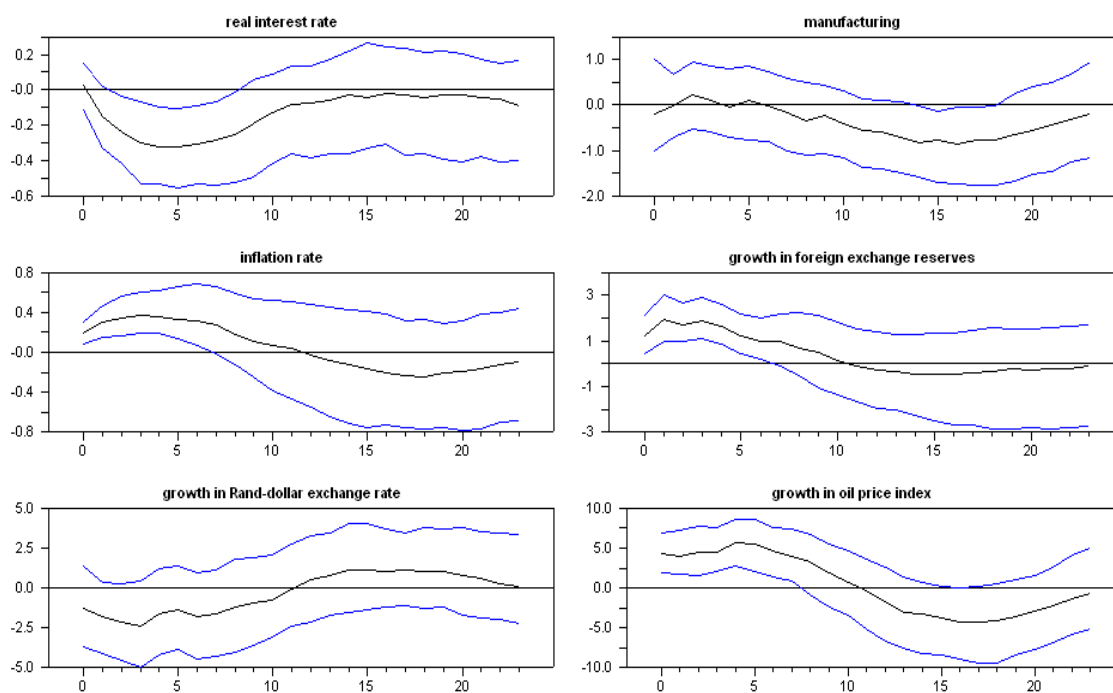 real interest rate
0.2
-0.0
-0.2
-0.4
-0.6
0 5 10 15 20
manufacturing
1.0
0.0
-1.0
-2.0
0 5 10 15 20
inflation rate
0.8
0.4
-0.0
-0.4
-0.8
0 5 10 15 20
growth in foreign exchange reserves
3
1
-1
-3
0 5 10 15 20
growth in Rand-dollar exchange rate
5.0
2.5
0.0
-2.5
-5.0
0 5 10 15 20
growth in oil price index
10.0
5.0
0.0
-5.0
-10.0
0 5 10 15 20